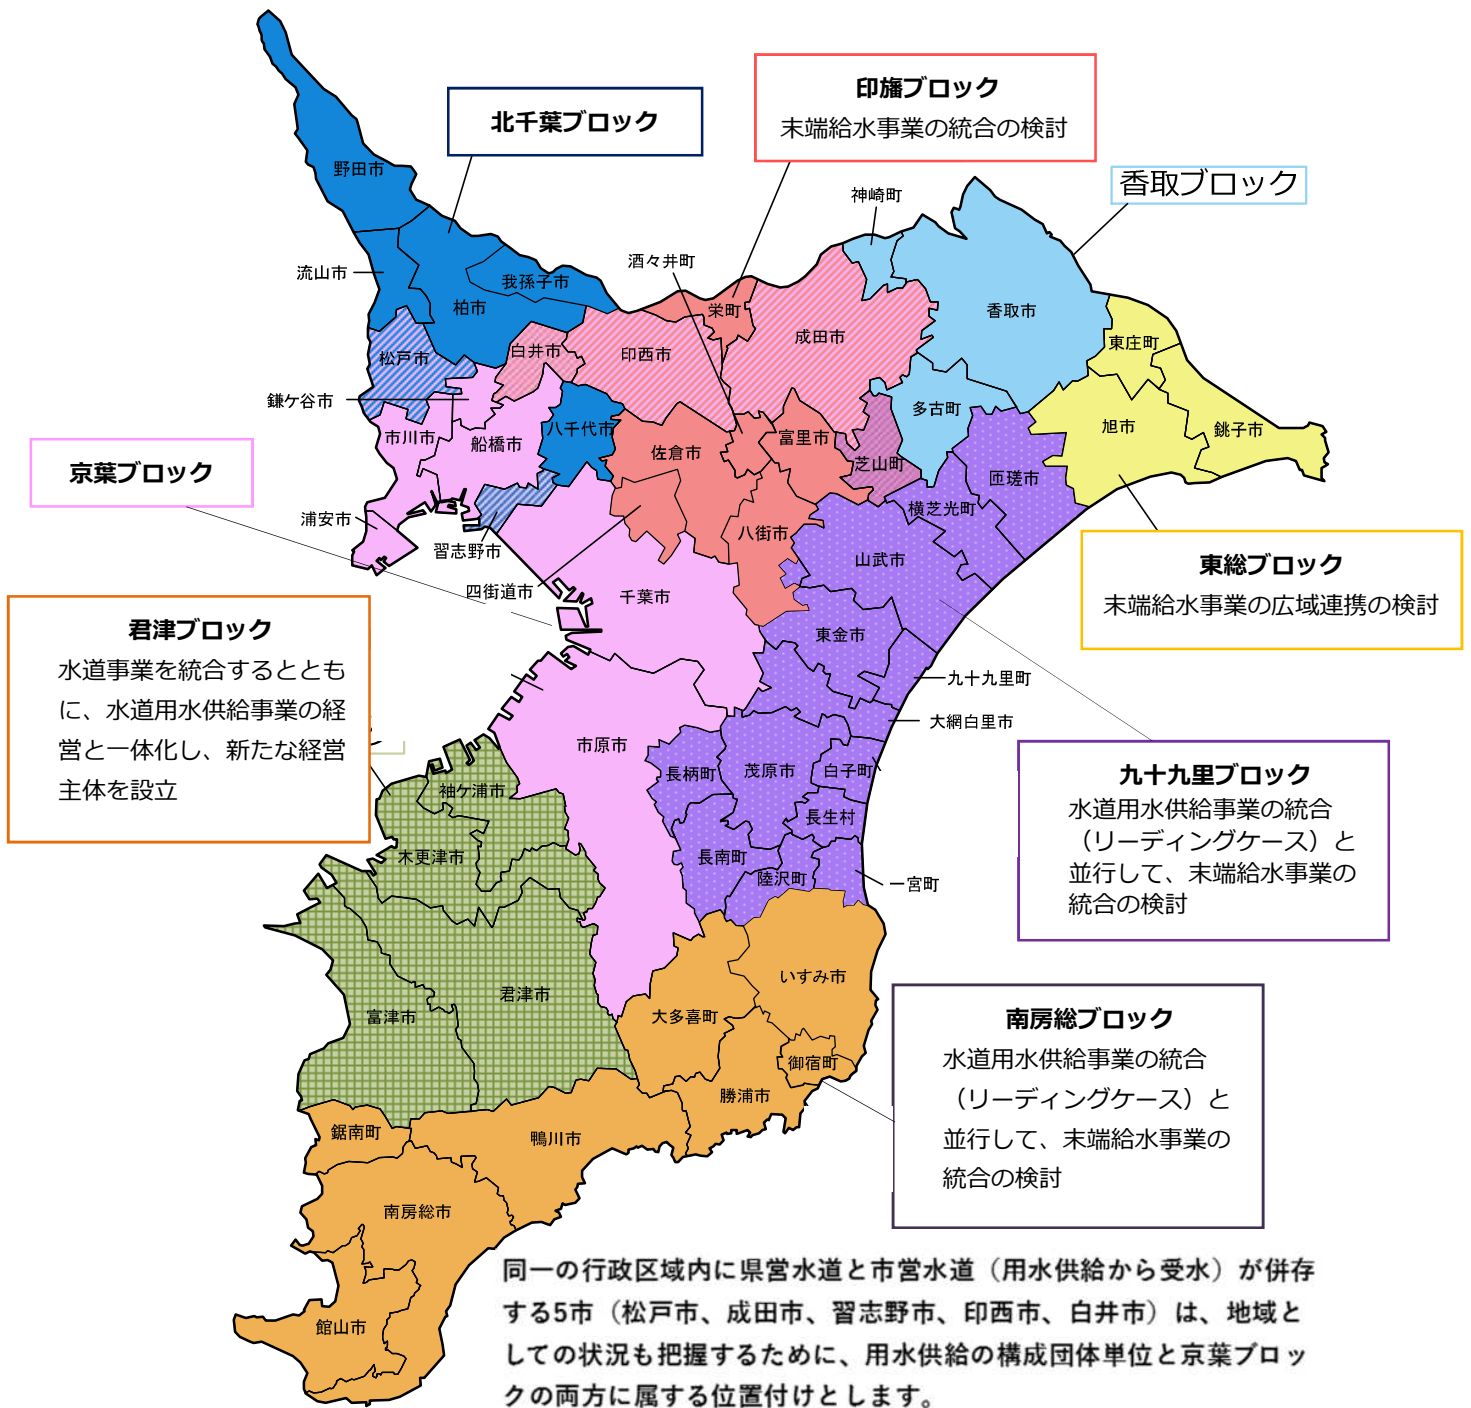 印旛ブロック
末端給水事業の統合の検討
北千葉ブロック
野田市
香取ブロック
神崎町
酒々井町
流山市
我孫子市
柏市
栄町
成田市
香取市
松戸市
白井市
印西市
東庄町
鎌ケ谷市
市川市
船橋市
八千代市
佐倉市
富里市
多古町
旭市
銚子市
芝山町
京葉ブロック
匝瑳市
横芝光町
浦安市
習志野市
八街市
山武市
四街道市
千葉市
東総ブロック
末端給水事業の広域連携の検討
君津ブロック
水道事業を統合するととも
に、水道用水供給事業の経
営と一体化し、新たな経営
主体を設立
東金市
九十九里町
大網白里市
市原市
長柄町
茂原市
白子町
袖ケ浦市
長生村
九十九里ブロック
水道用水供給事業の統合
（リーディングケース）と
並行して、末端給水事業の
統合の検討
木更津市
長南町
陸沢町
一宮町
いすみ市
君津市
富津市
大多喜町
御宿町
勝浦市
南房総ブロック
水道用水供給事業の統合
（リーディングケース）と
並行して、末端給水事業の
統合の検討
鋸南町
鴨川市
南房総市
館山市
同一の行政区域内に県営水道と市営水道（用水供給から受水）が併存
する5市（松戸市、成田市、習志野市、印西市、白井市）は、地域と
しての状況も把握するために、用水供給の構成団体単位と京葉ブロッ
クの両方に属する位置付けとします。